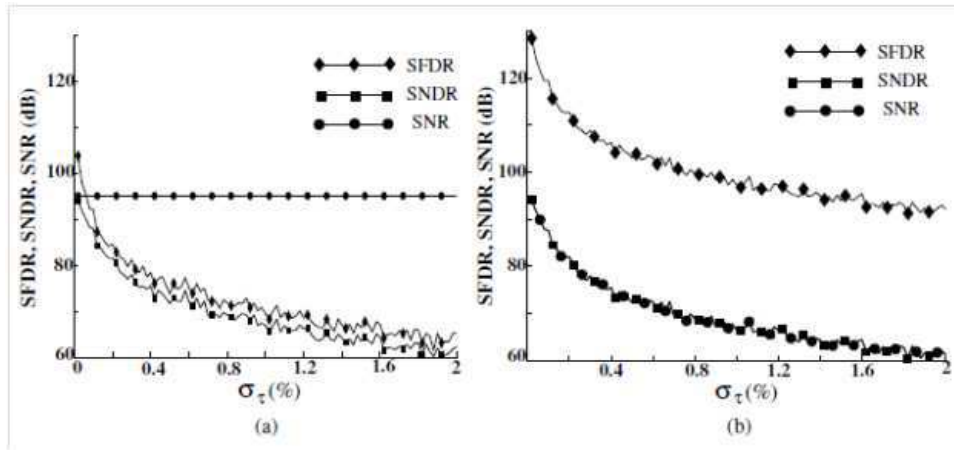 SFDR, SNDR, SNR (dB)
120
100
80
60
SFDR
SNDR
SNR
0
0.4
0.8
1.2
1.6
2
σ_τ(%)
(a)
SFDR, SNDR, SNR (dB)
120
100
80
60
SFDR
SNDR
SNR
0.4
0.8
1.2
1.6
2
σ_τ(%)
(b)